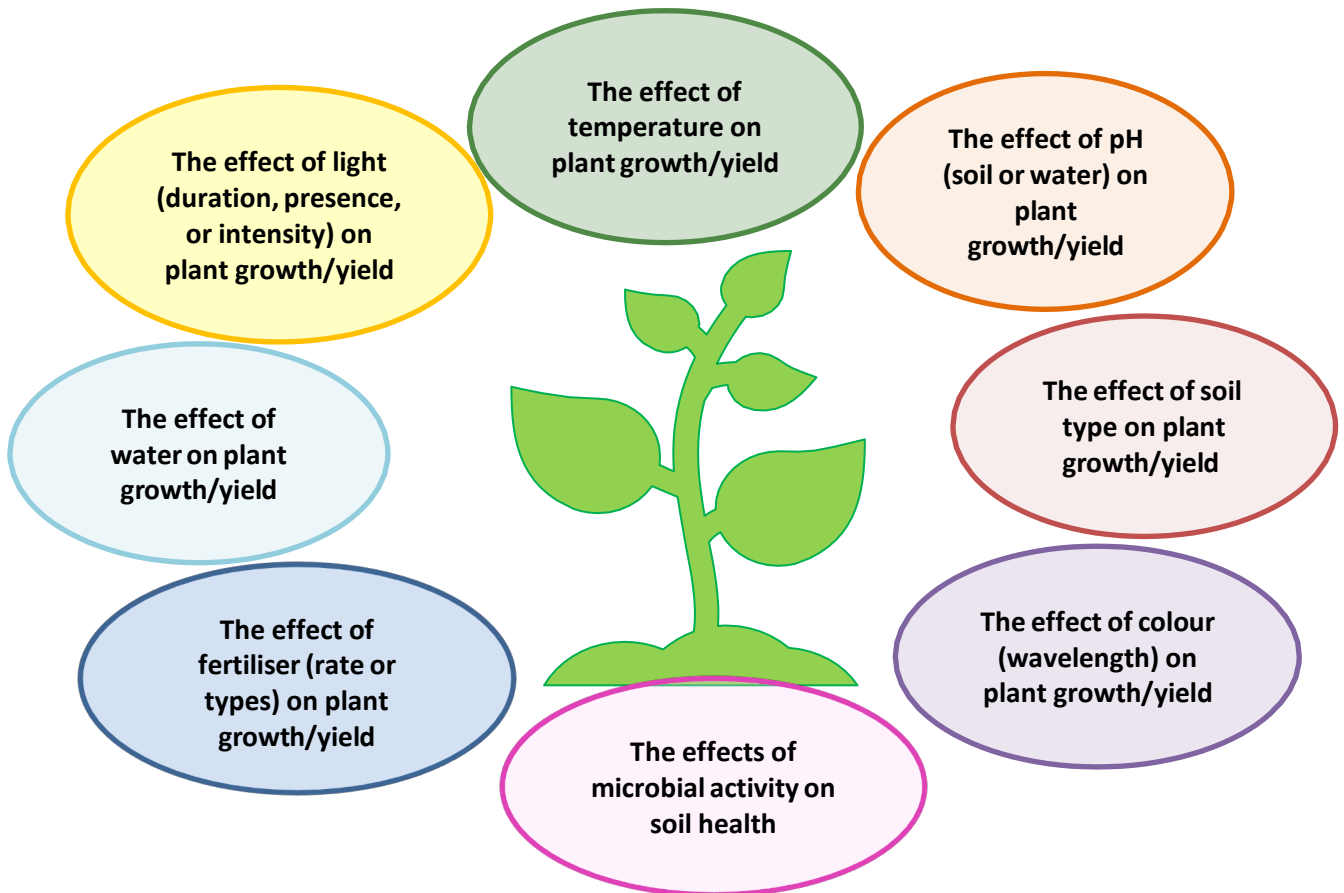 The effect of
temperature on
plant growth/yield
The effect of light
(duration, presence,
or intensity) on
plant growth/yield
The effect of pH
(soil or water) on
plant
growth/yield
The effect of
water on plant
growth/yield
The effect of soil
type on plant
growth/yield
The effect of
fertiliser (rate or
types) on plant
growth/yield
The effect of colour
(wavelength) on
plant growth/yield
The effects of
microbial activity on
soil health